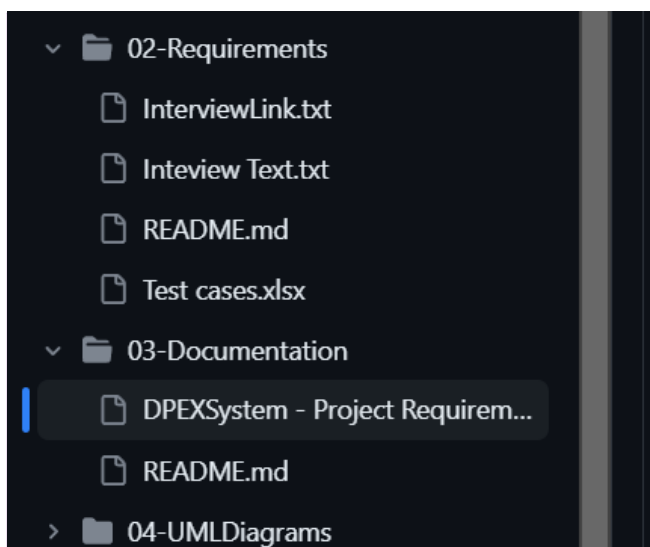 02-Requirements
InterviewLink.txt
Inteview Text.txt
README.md
Test cases.xlsx
03-Documentation
DPEXSystem - Project Requirem...
README.md
04-UMLDiagrams